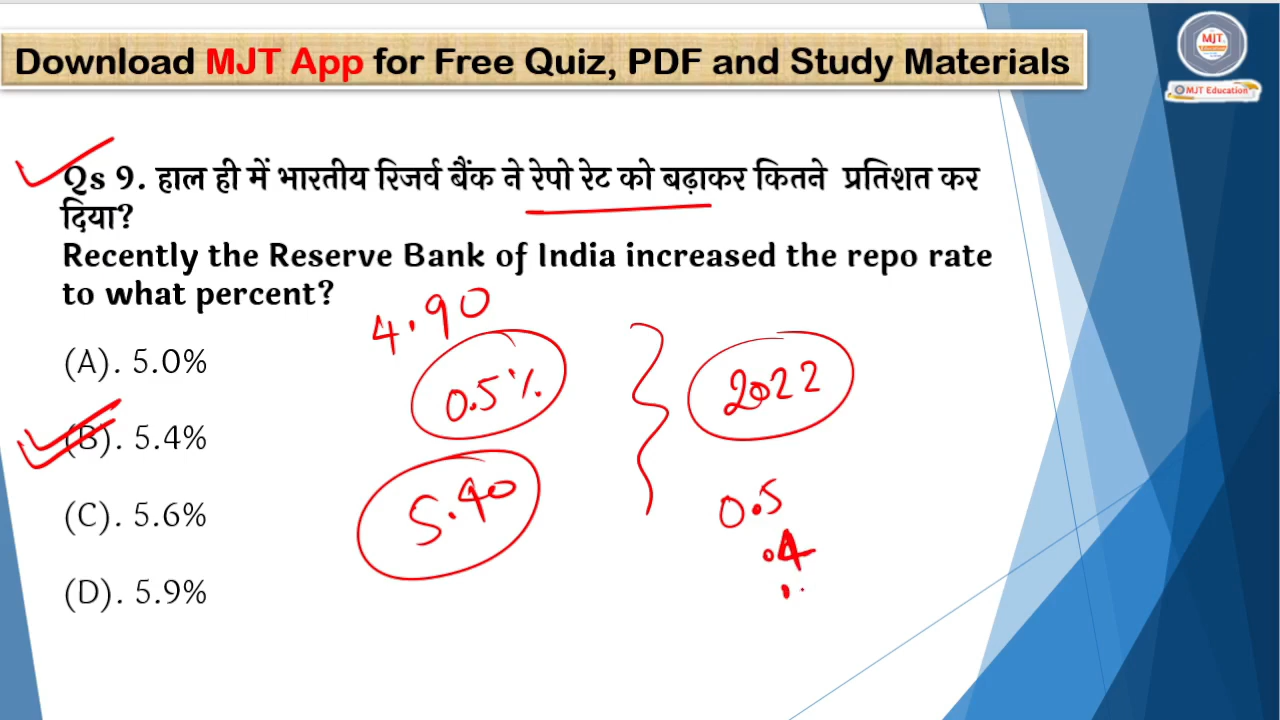 Download MJT App for Free Quiz, PDF and Study Materials
MJT
Education
MJT Education
Qs 9. हाल ही में भारतीय रिजर्व बैंक ने रेपो रेट को बढ़ाकर कितने प्रतिशत कर
दिया?
Recently the Reserve Bank of India increased the repo rate
to what percent?
4.90
(A). 5.0%
0.5%
2022
(B). 5.4%
5.40
(C). 5.6%
0.5
.4
(D). 5.9%